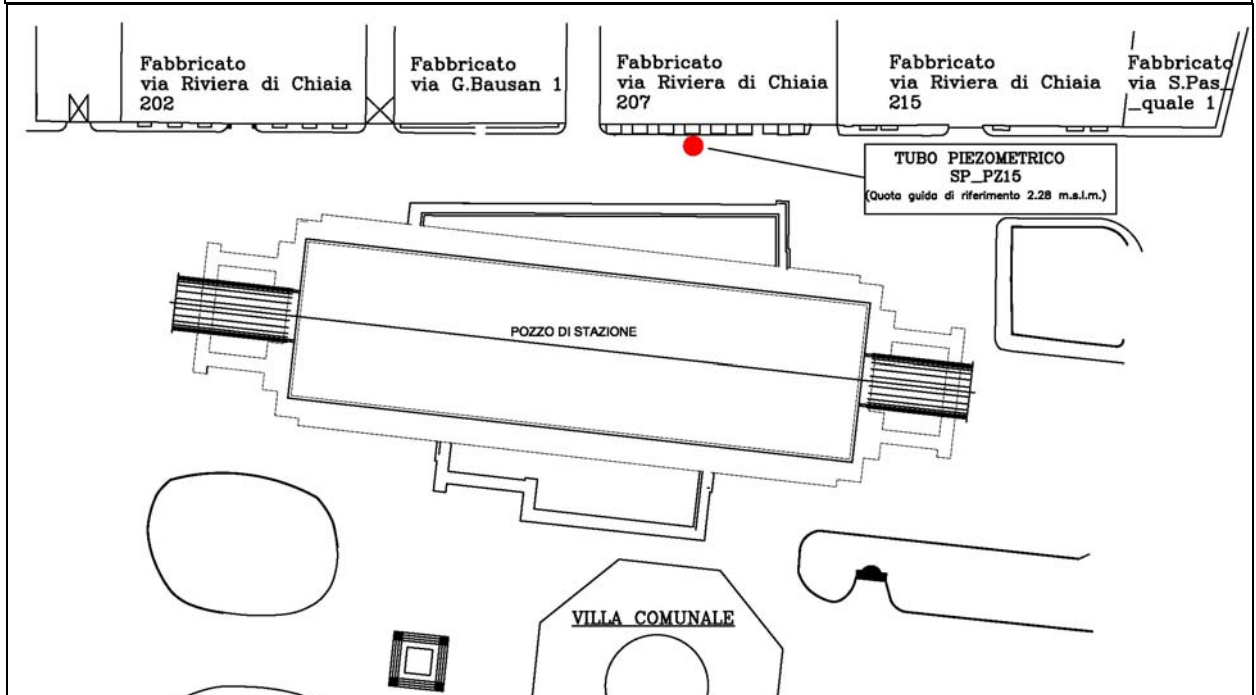 Fabbricato
via Riviera di Chiaia
202
Fabbricato
via G.Bausan 1
Fabbricato
via Riviera di Chiaia
207
Fabbricato
via Riviera di Chiaia
215
Fabbricato
via S.Pas_
_quale 1
TUBO PIEZOMETRICO
SP_PZ15
(Quota guida di riferimento 2.28 m.s.l.m.)
POZZO DI STAZIONE
VILLA COMUNALE